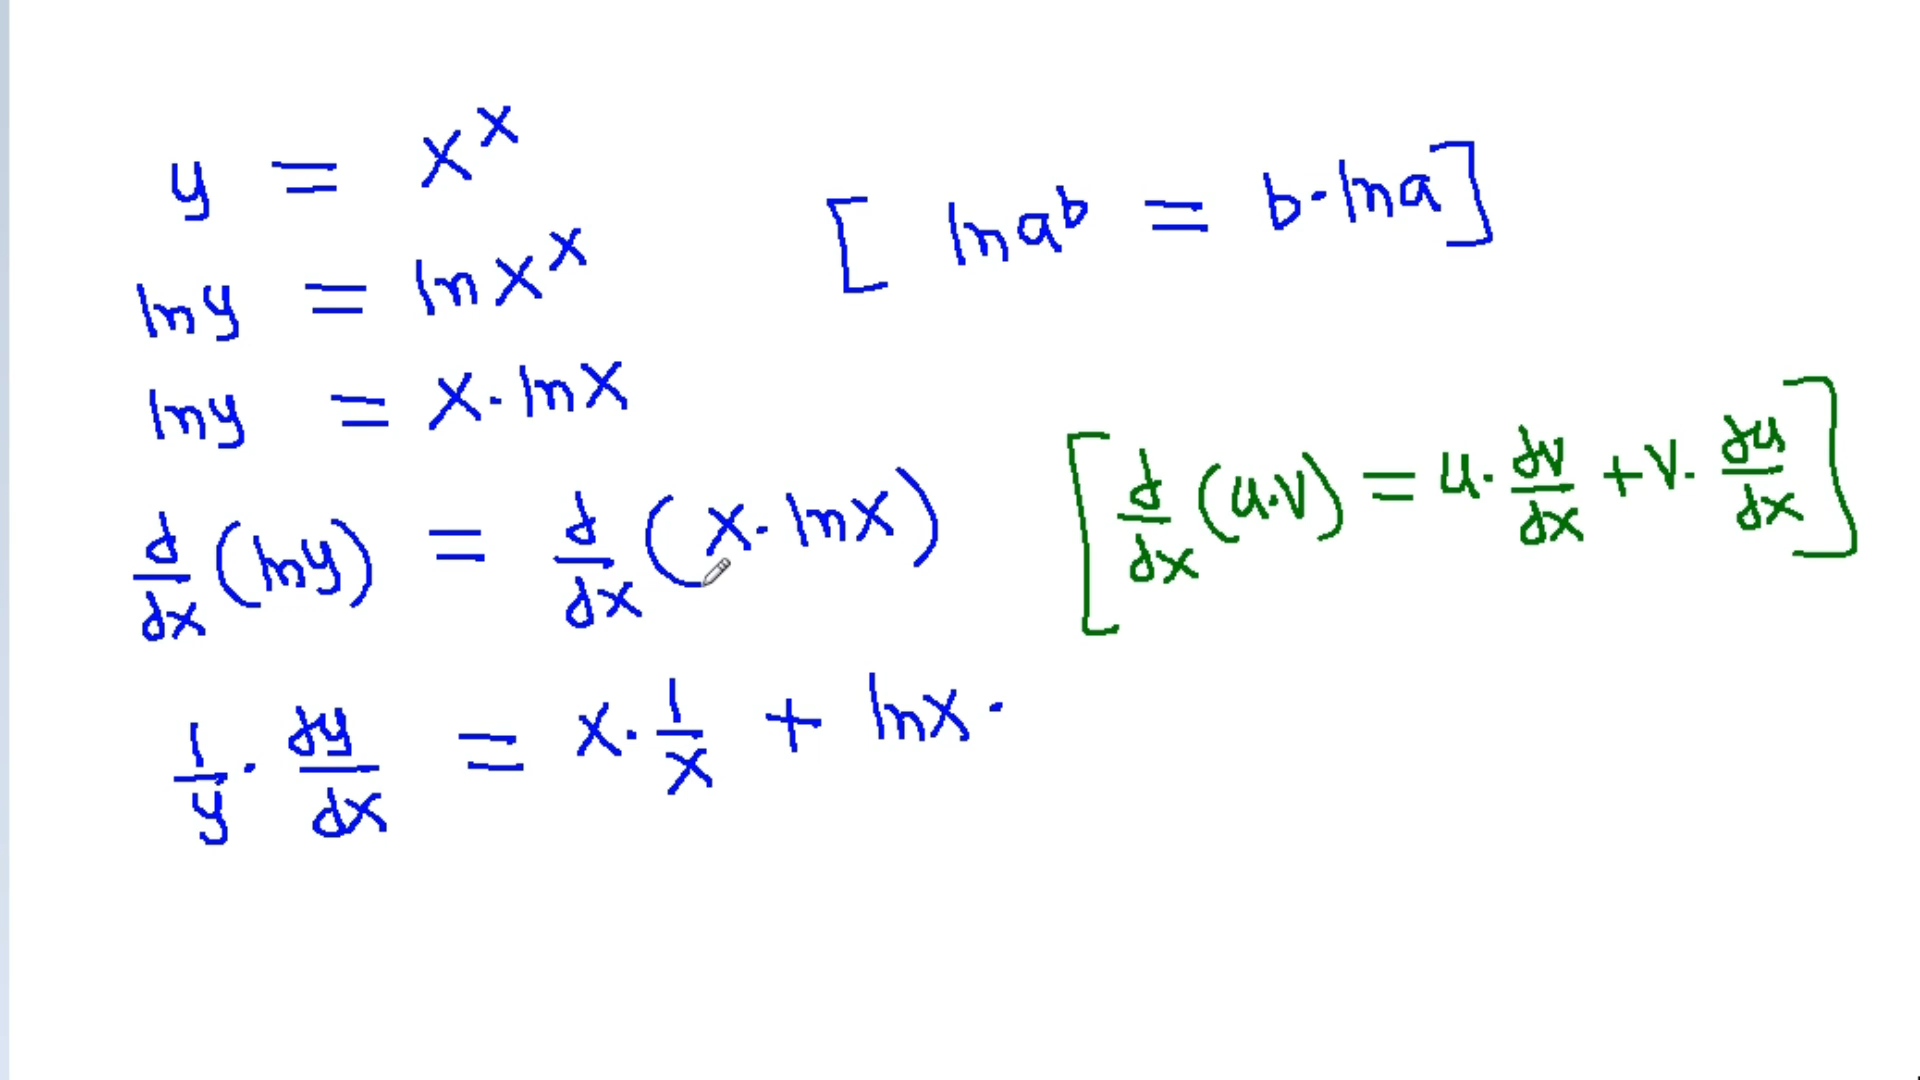 y = x^x
[ ln a^b = b·ln a ]
ln y = ln x^x
ln y = x·ln x
d/dx (ln y) = d/dx (x·ln x)
[ d/dx (u·v) = u·dv/dx + v·du/dx ]
1/y · dy/dx = x·1/x + ln x·